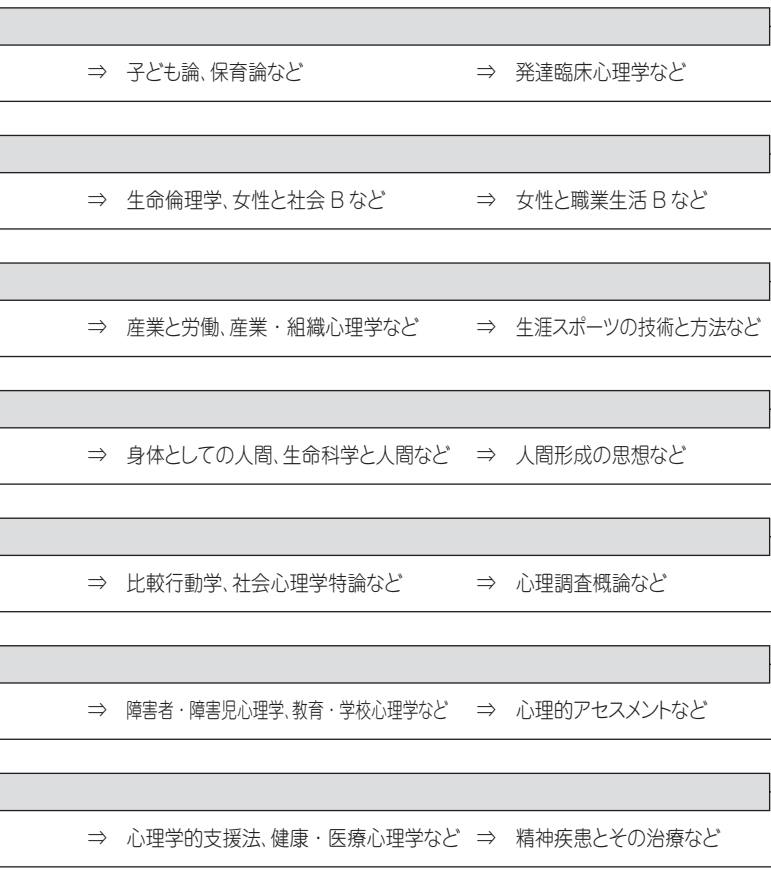 ⇒ 子ども論、保育論など ⇒ 発達臨床心理学など
⇒ 生命倫理学、女性と社会 B など ⇒ 女性と職業生活 B など
⇒ 産業と労働、産業・組織心理学など ⇒ 生涯スポーツの技術と方法など
⇒ 身体としての人間、生命科学と人間など ⇒ 人間形成の思想など
⇒ 比較行動学、社会心理学特論など ⇒ 心理調査概論など
⇒ 障害者・障害児心理学、教育・学校心理学など ⇒ 心理的アセスメントなど
⇒ 心理学的支援法、健康・医療心理学など ⇒ 精神疾患とその治療など